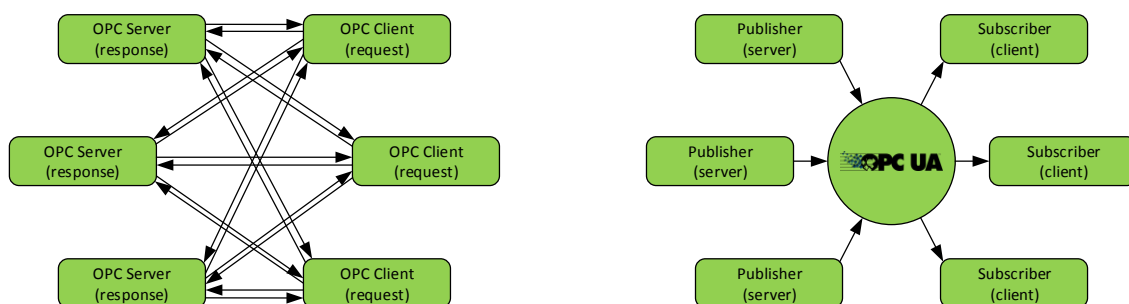 OPC Server
(response)
OPC Client
(request)
OPC Server
(response)
OPC Client
(request)
OPC Server
(response)
OPC Client
(request)
Publisher
(server)
Subscriber
(client)
Publisher
(server)
OPC UA
Subscriber
(client)
Publisher
(server)
Subscriber
(client)